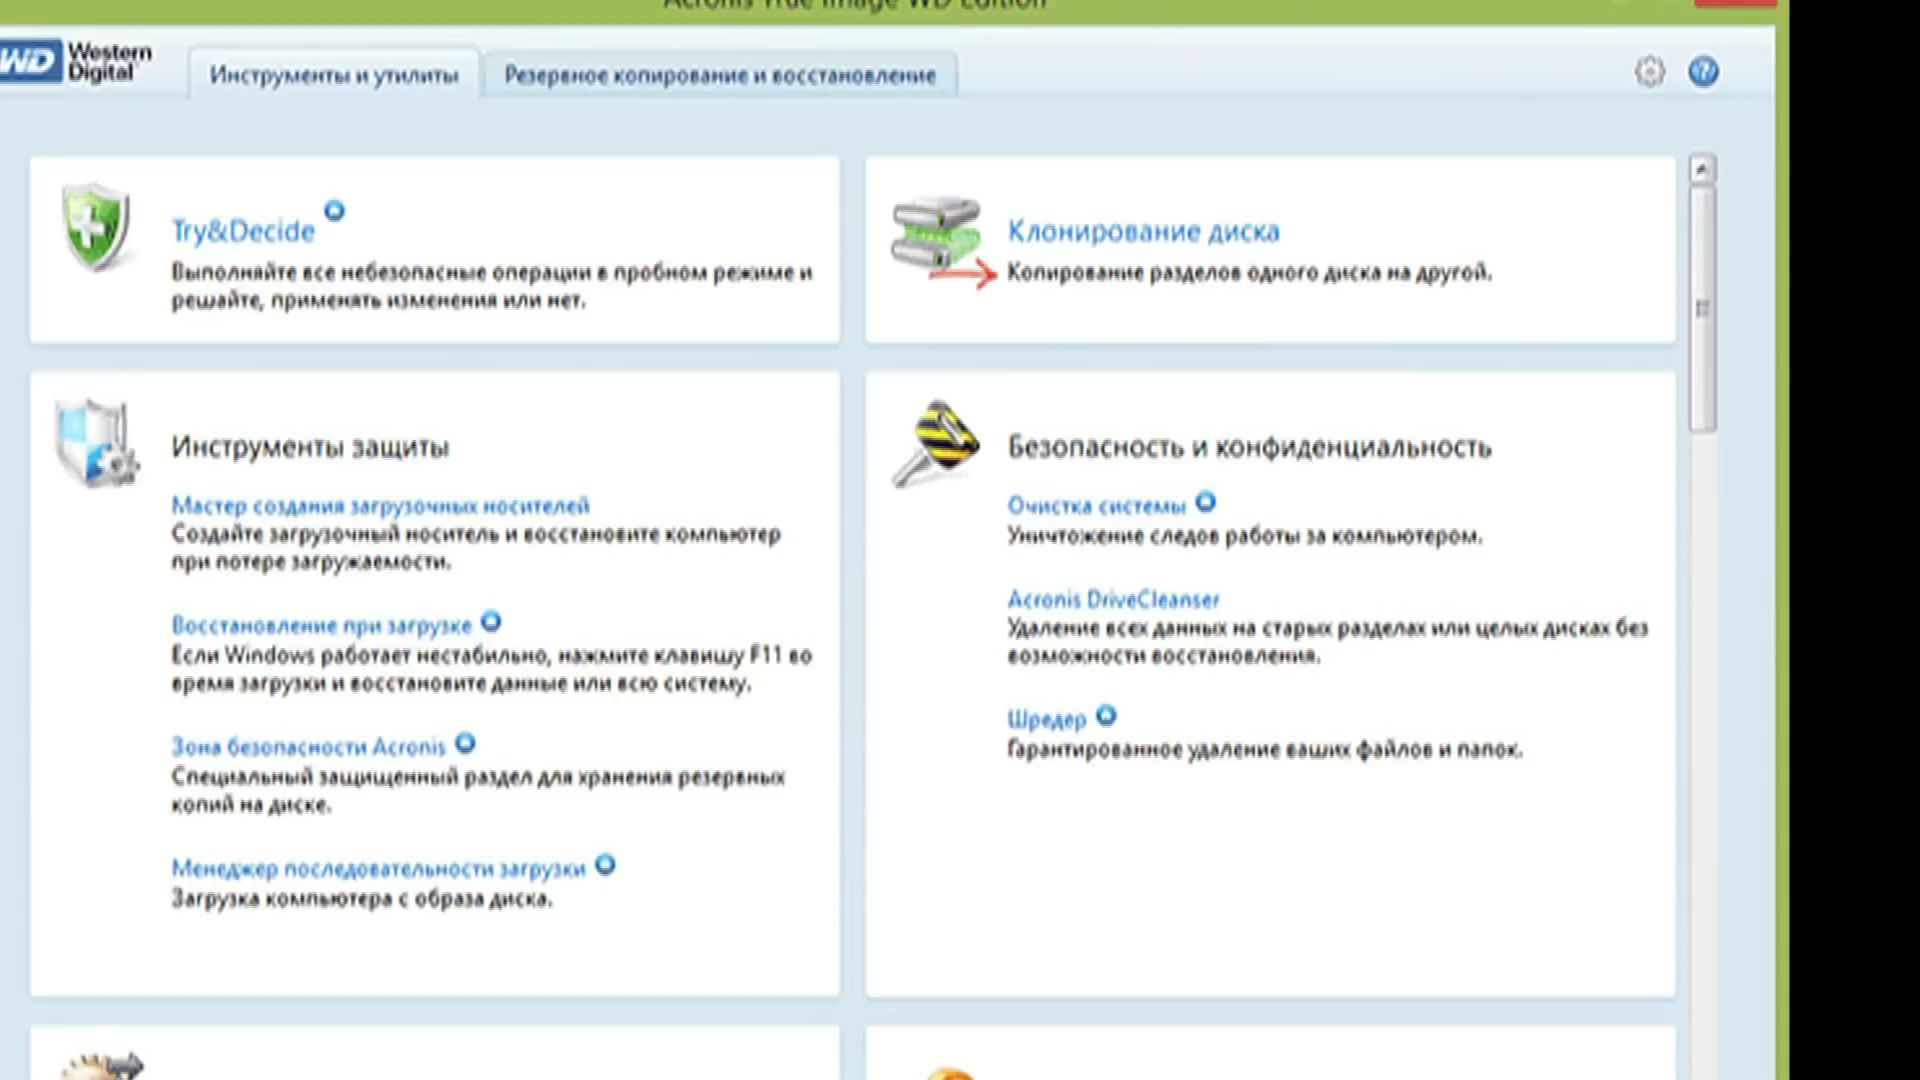 Acronis True Image WD Edition
WD Western
Digital
Инструменты и утилиты
Резервное копирование и восстановление
Try&Decide
Выполняйте все небезопасные операции в пробном режиме и
решайте, применять изменения или нет.
Клонирование диска
Копирование разделов одного диска на другой.
Инструменты защиты
Мастер создания загрузочных носителей
Создайте загрузочный носитель и восстановите компьютер
при потере загружаемости.
Восстановление при загрузке
Если Windows работает нестабильно, нажмите клавишу F11 во
время загрузки и восстановите данные или всю систему.
Зона безопасности Acronis
Специальный защищенный раздел для хранения резервных
копий на диске.
Менеджер последовательности загрузки
Загрузка компьютера с образа диска.
Безопасность и конфиденциальность
Очистка системы
Уничтожение следов работы за компьютером.
Acronis DriveCleanser
Удаление всех данных на старых разделах или целых дисках без
возможности восстановления.
Шредер
Гарантированное удаление ваших файлов и папок.